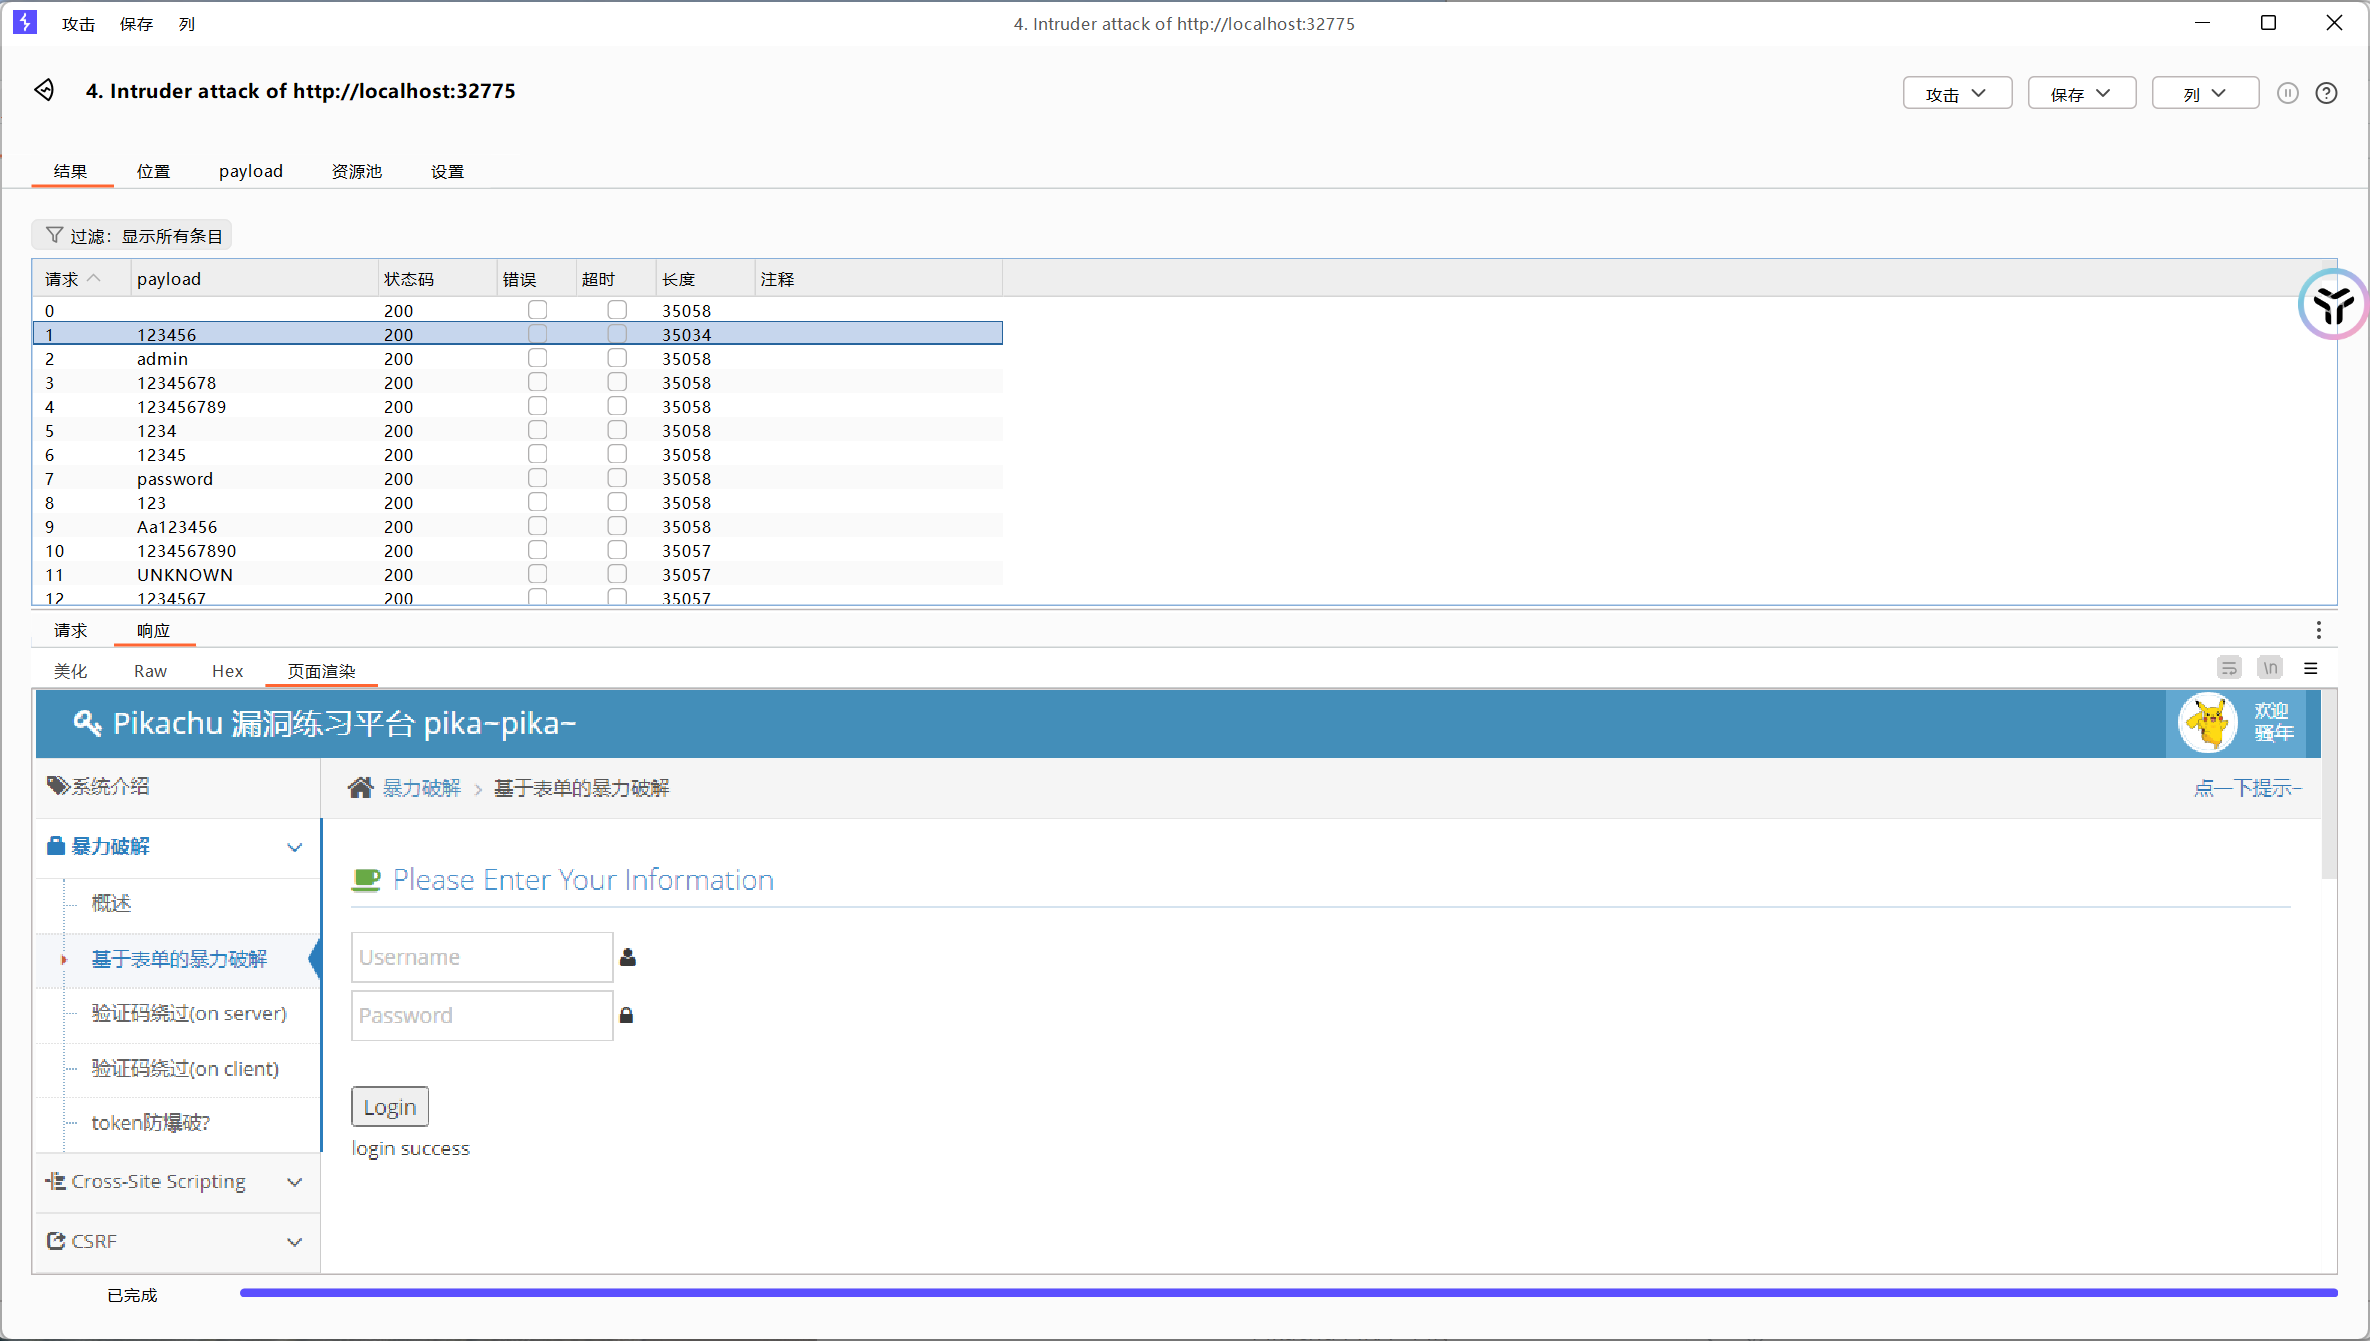 攻击 保存 列 4. Intruder attack of http://localhost:32775
4. Intruder attack of http://localhost:32775 攻击 保存 列
结果 位置 payload 资源池 设置
过滤：显示所有条目
请求 payload 状态码 错误 超时 长度 注释
0 200 35058
1 123456 200 35034
2 admin 200 35058
3 12345678 200 35058
4 123456789 200 35058
5 1234 200 35058
6 12345 200 35058
7 password 200 35058
8 123 200 35058
9 Aa123456 200 35058
10 1234567890 200 35057
11 UNKNOWN 200 35057
12 1234567 200 35057
请求 响应
美化 Raw Hex 页面渲染 \n
Pikachu 漏洞练习平台 pika~pika~
欢迎
骚年
系统介绍
暴力破解 > 基于表单的暴力破解 点一下提示~
暴力破解
概述
基于表单的暴力破解
验证码绕过(on server)
验证码绕过(on client)
token防爆破?
Cross-Site Scripting
CSRF
Please Enter Your Information
Username
Password
Login
login success
已完成